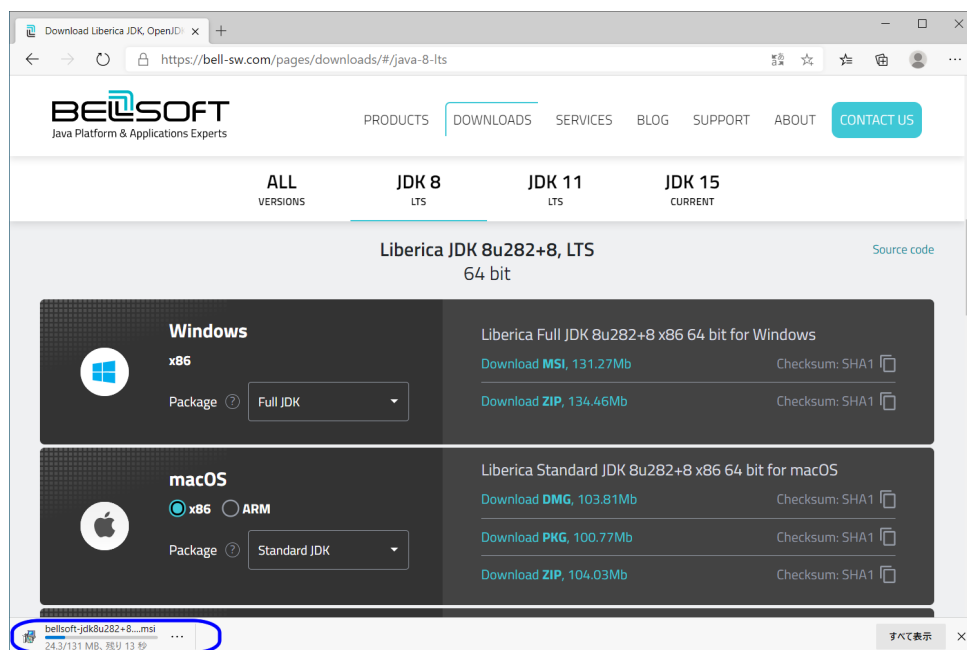 Download Liberica JDK, OpenJD
https://bell-sw.com/pages/downloads/#/java-8-lts
BELLSOFT
Java Platform & Applications Experts
PRODUCTS DOWNLOADS SERVICES BLOG SUPPORT ABOUT CONTACT US
ALL JDK 8 JDK 11 JDK 15
VERSIONS LTS LTS CURRENT
Liberica JDK 8u282+8, LTS Source code
64 bit
Windows
x86
Package ? Full JDK
Liberica Full JDK 8u282+8 x86 64 bit for Windows
Download MSI, 131.27Mb Checksum: SHA1
Download ZIP, 134.46Mb Checksum: SHA1
macOS
x86 ARM
Package ? Standard JDK
Liberica Standard JDK 8u282+8 x86 64 bit for macOS
Download DMG, 103.81Mb Checksum: SHA1
Download PKG, 100.77Mb Checksum: SHA1
Download ZIP, 104.03Mb Checksum: SHA1
bellsoft-jdk8u282+8....msi
24.3/131 MB、残り 13 秒
すべて表示